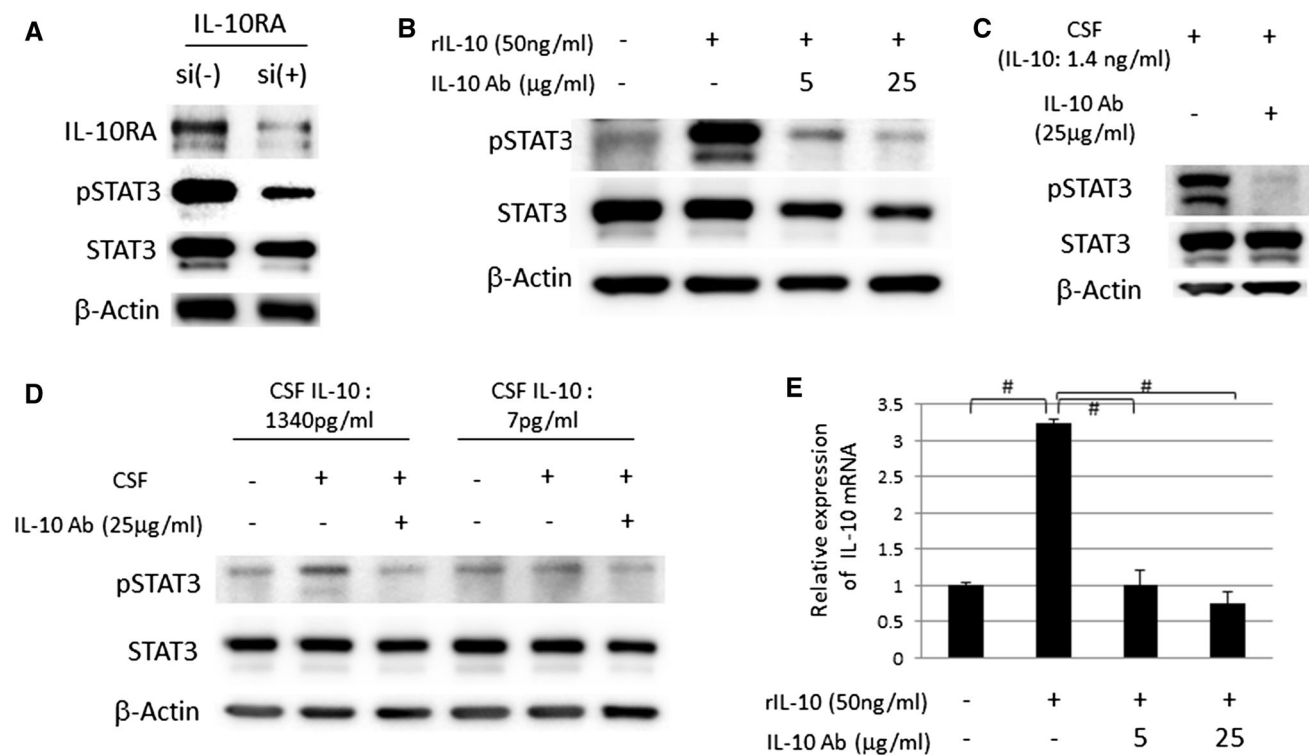 A
IL-10RA
si(-) si(+)
IL-10RA
pSTAT3
STAT3
β-Actin
B
rIL-10 (50ng/ml) - + + +
IL-10 Ab (µg/ml) - - 5 25
pSTAT3
STAT3
β-Actin
C
CSF + +
(IL-10: 1.4 ng/ml)
IL-10 Ab - +
(25µg/ml)
pSTAT3
STAT3
β-Actin
D
CSF IL-10 : CSF IL-10 :
1340pg/ml 7pg/ml
CSF - + + - + +
IL-10 Ab (25µg/ml) - - + - - +
pSTAT3
STAT3
β-Actin
E
# # #
Relative expression
of IL-10 mRNA
3.5
3
2.5
2
1.5
1
0.5
0
rIL-10 (50ng/ml) - + + +
IL-10 Ab (µg/ml) - - 5 25